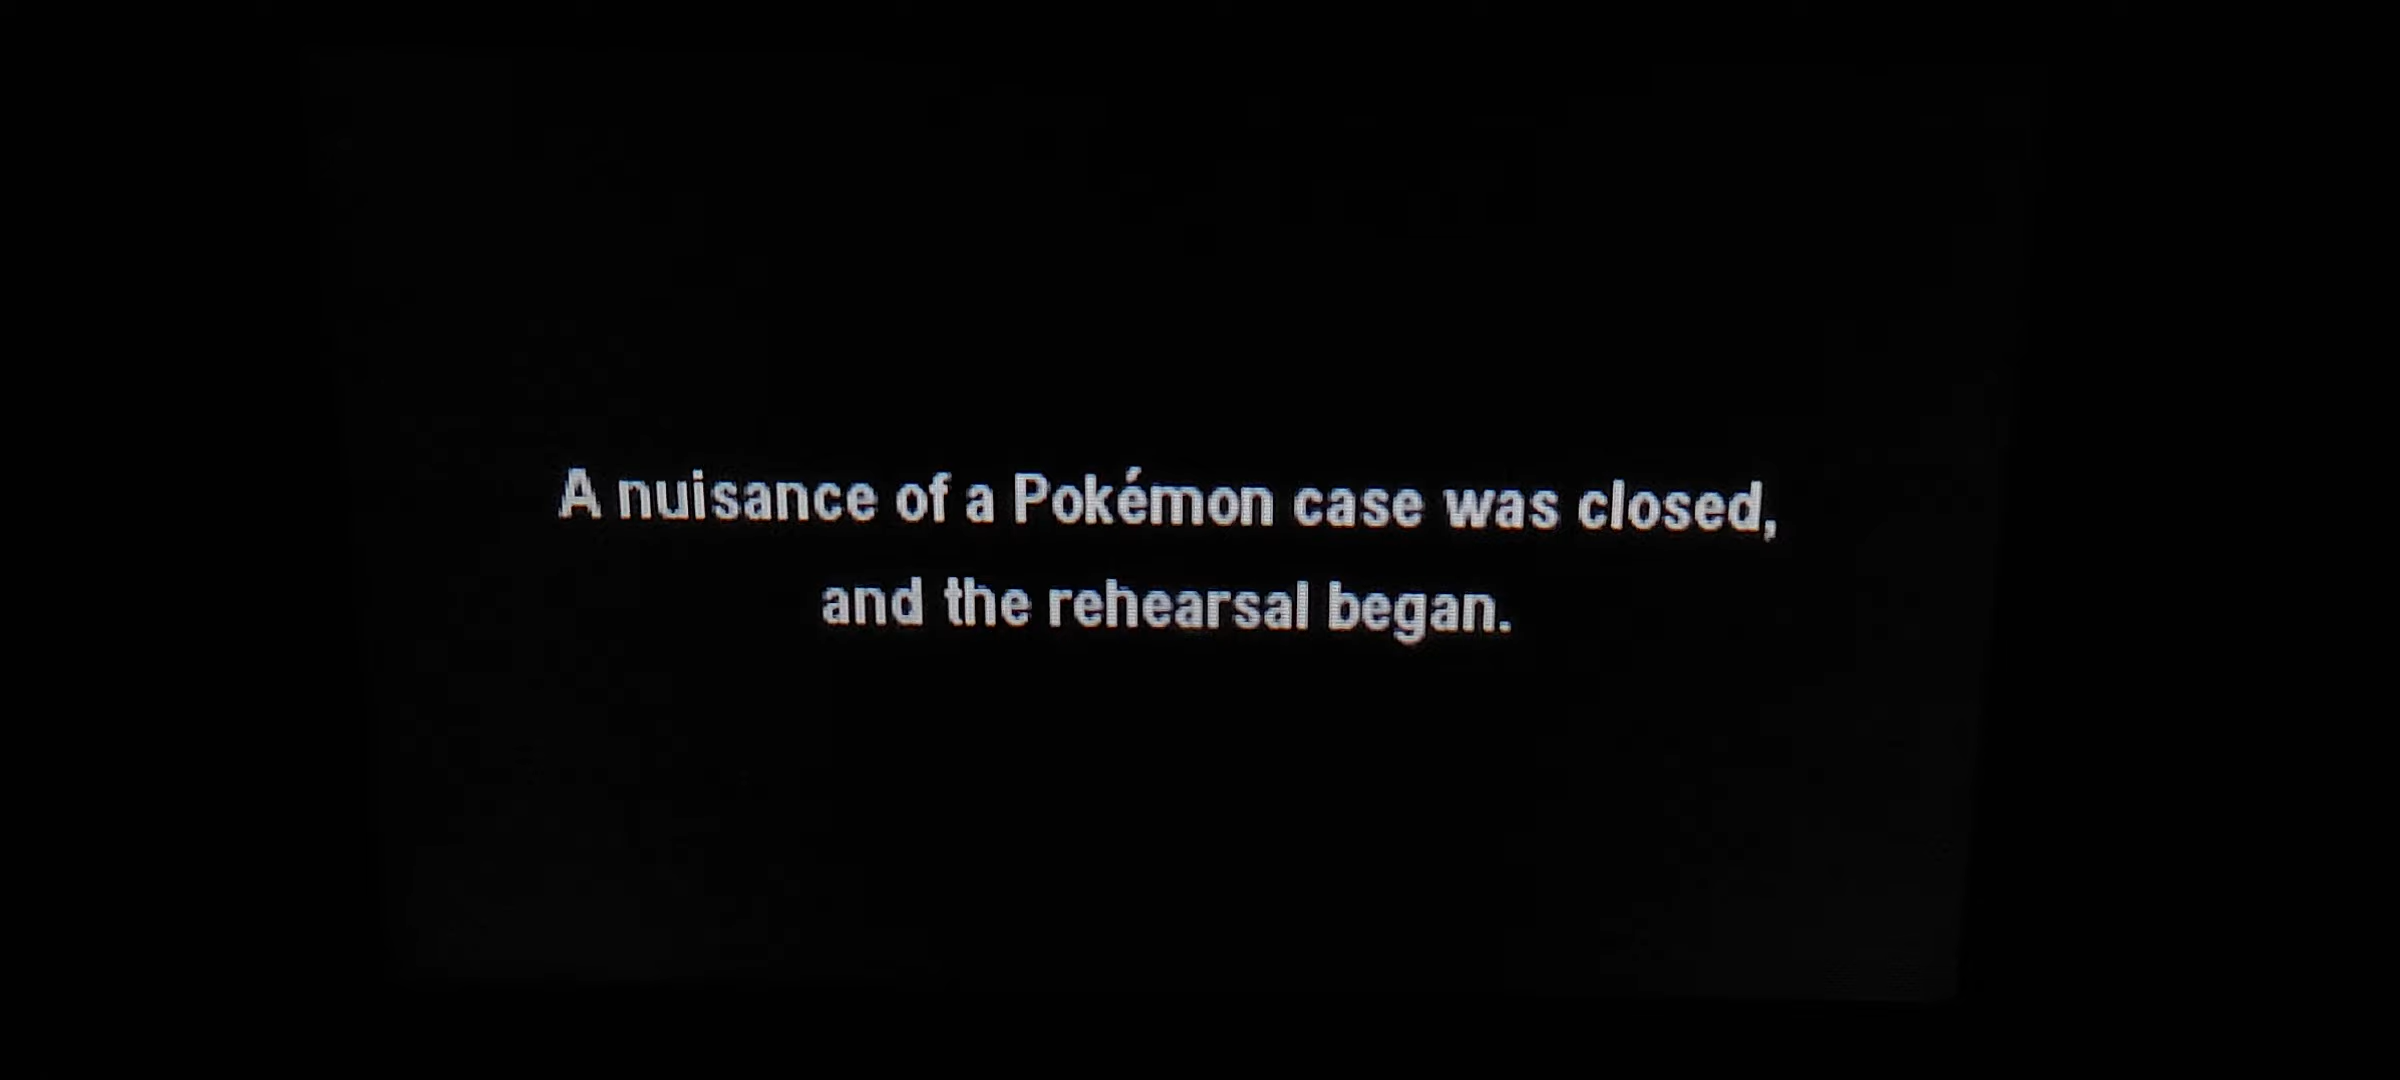 A nuisance of a Pokémon case was closed,
and the rehearsal began.